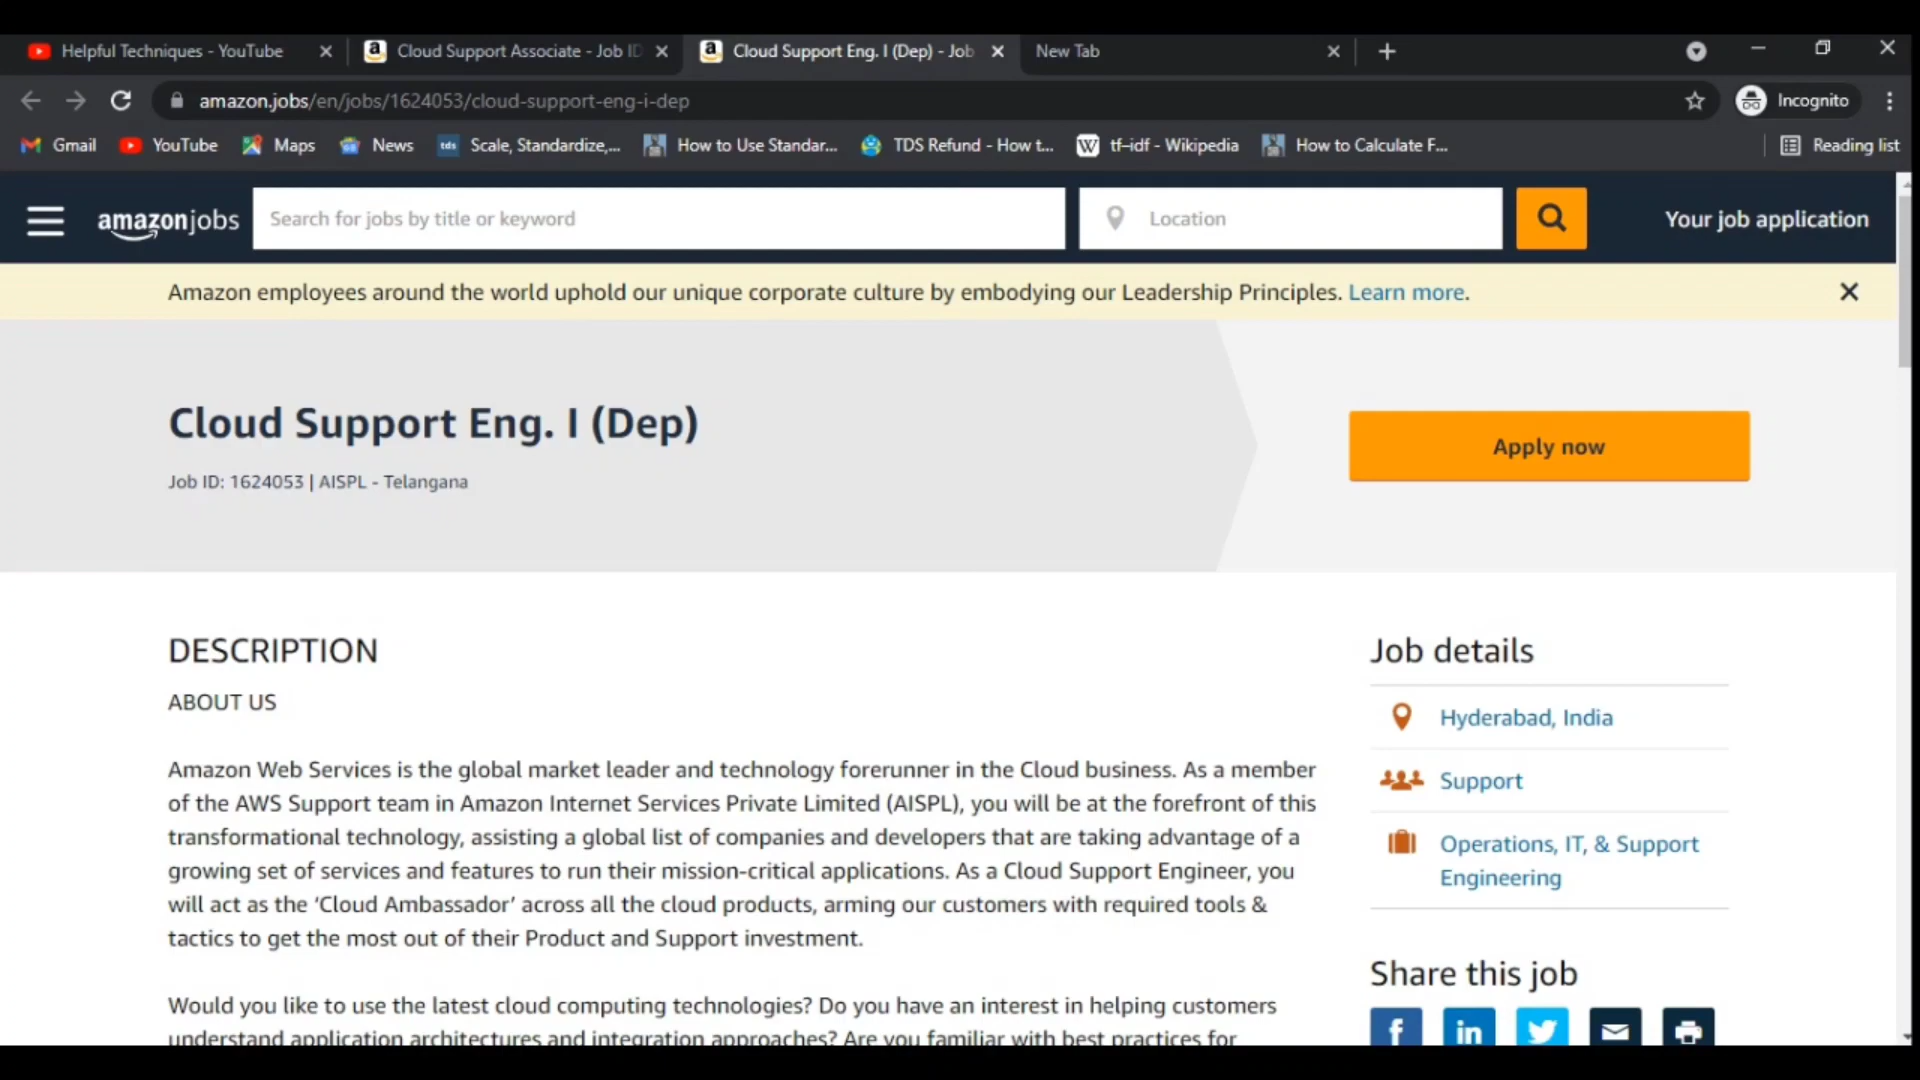 Helpful Techniques - YouTube
Cloud Support Associate - Job ID
Cloud Support Eng. I (Dep) - Job
New Tab
amazon.jobs/en/jobs/1624053/cloud-support-eng-i-dep
Incognito
Gmail
YouTube
Maps
News
tds
Scale, Standardize,...
How to Use Standar...
TDS Refund - How t...
W
tf–idf - Wikipedia
How to Calculate F...
Reading list
amazonjobs
Search for jobs by title or keyword
Location
Your job application
Amazon employees around the world uphold our unique corporate culture by embodying our Leadership Principles. Learn more.
Cloud Support Eng. I (Dep)
Job ID: 1624053 | AISPL - Telangana
Apply now
DESCRIPTION
ABOUT US
Amazon Web Services is the global market leader and technology forerunner in the Cloud business. As a member
of the AWS Support team in Amazon Internet Services Private Limited (AISPL), you will be at the forefront of this
transformational technology, assisting a global list of companies and developers that are taking advantage of a
growing set of services and features to run their mission-critical applications. As a Cloud Support Engineer, you
will act as the ‘Cloud Ambassador’ across all the cloud products, arming our customers with required tools &
tactics to get the most out of their Product and Support investment.
Would you like to use the latest cloud computing technologies? Do you have an interest in helping customers
understand application architectures and integration approaches? Are you familiar with best practices for
Job details
Hyderabad, India
Support
Operations, IT, & Support
Engineering
Share this job